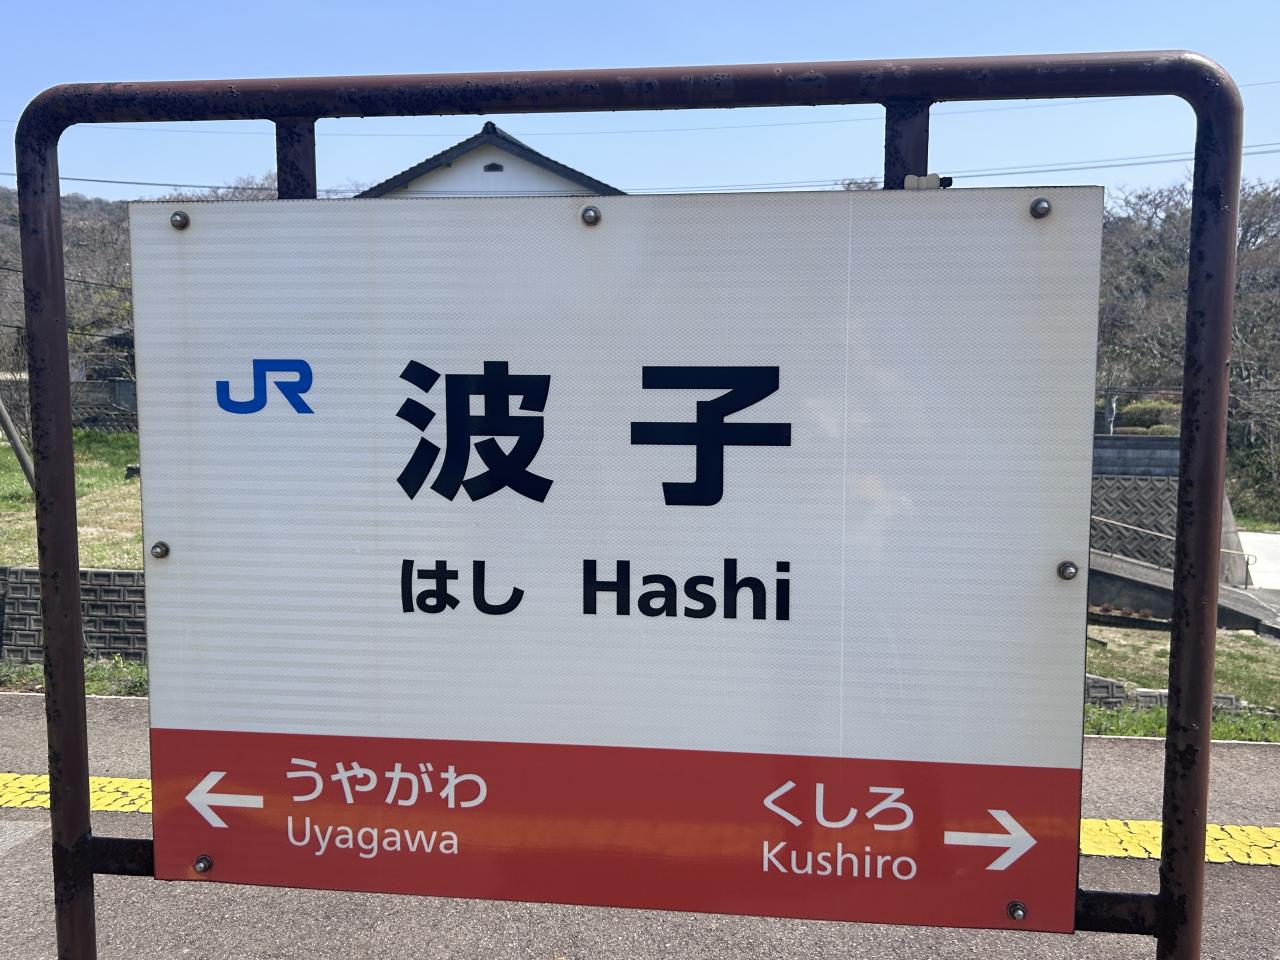 JR 波子
はし Hashi
← うやがわ
Uyagawa
くしろ →
Kushiro